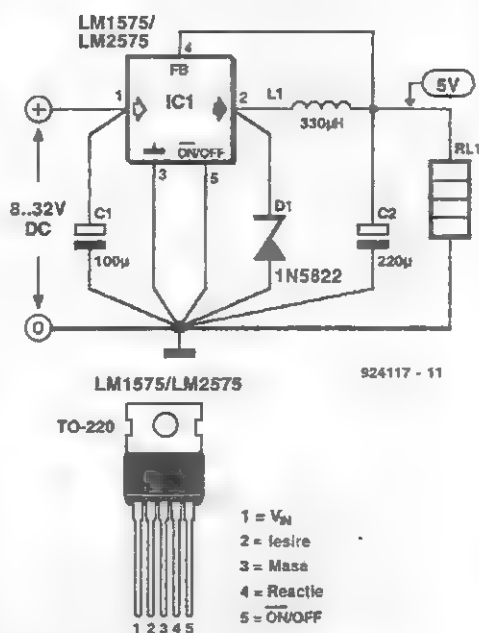 LM1575/
LM2575
4
FB
1
IC1
2
L1
5V
330µH
RL1
ON/OFF
3
5
8..32V
DC
C1
100µ
D1
1N5822
C2
220µ
0
924117 - 11
LM1575/LM2575
TO-220
1 = VIN
2 = Iesire
3 = Masa
4 = Reactie
5 = ON/OFF
1 2 3 4 5